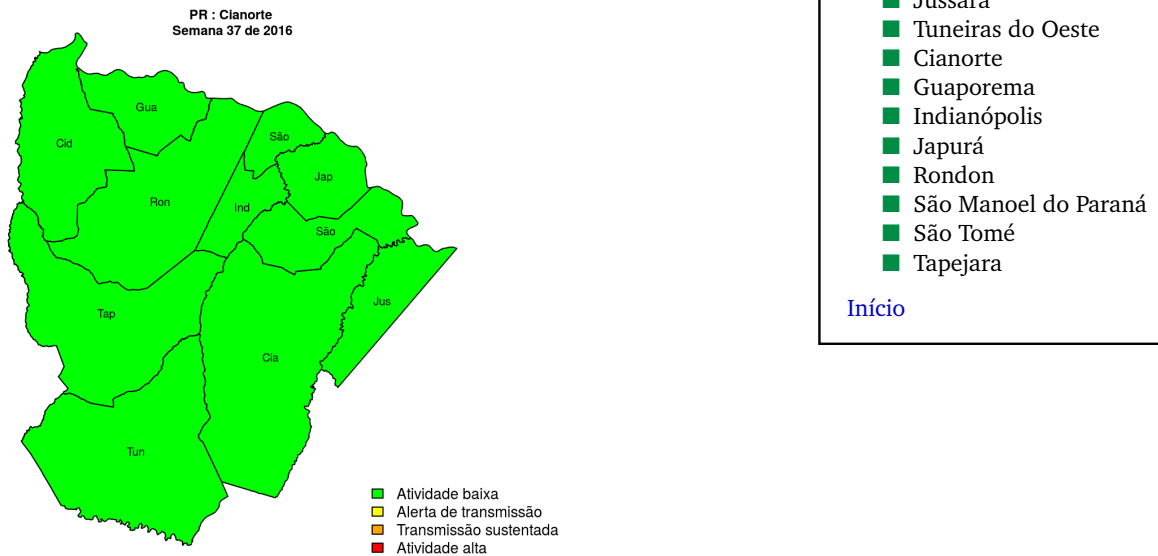 PR : Cianorte
Semana 37 de 2016
Gua
Cid
São
Jap
Ron
Ind
São
Tap
Jus
Cia
Tun
Atividade baixa
Alerta de transmissão
Transmissão sustentada
Atividade alta
Jussara
Tuneiras do Oeste
Cianorte
Guaporema
Indianópolis
Japurá
Rondon
São Manoel do Paraná
São Tomé
Tapejara
Início